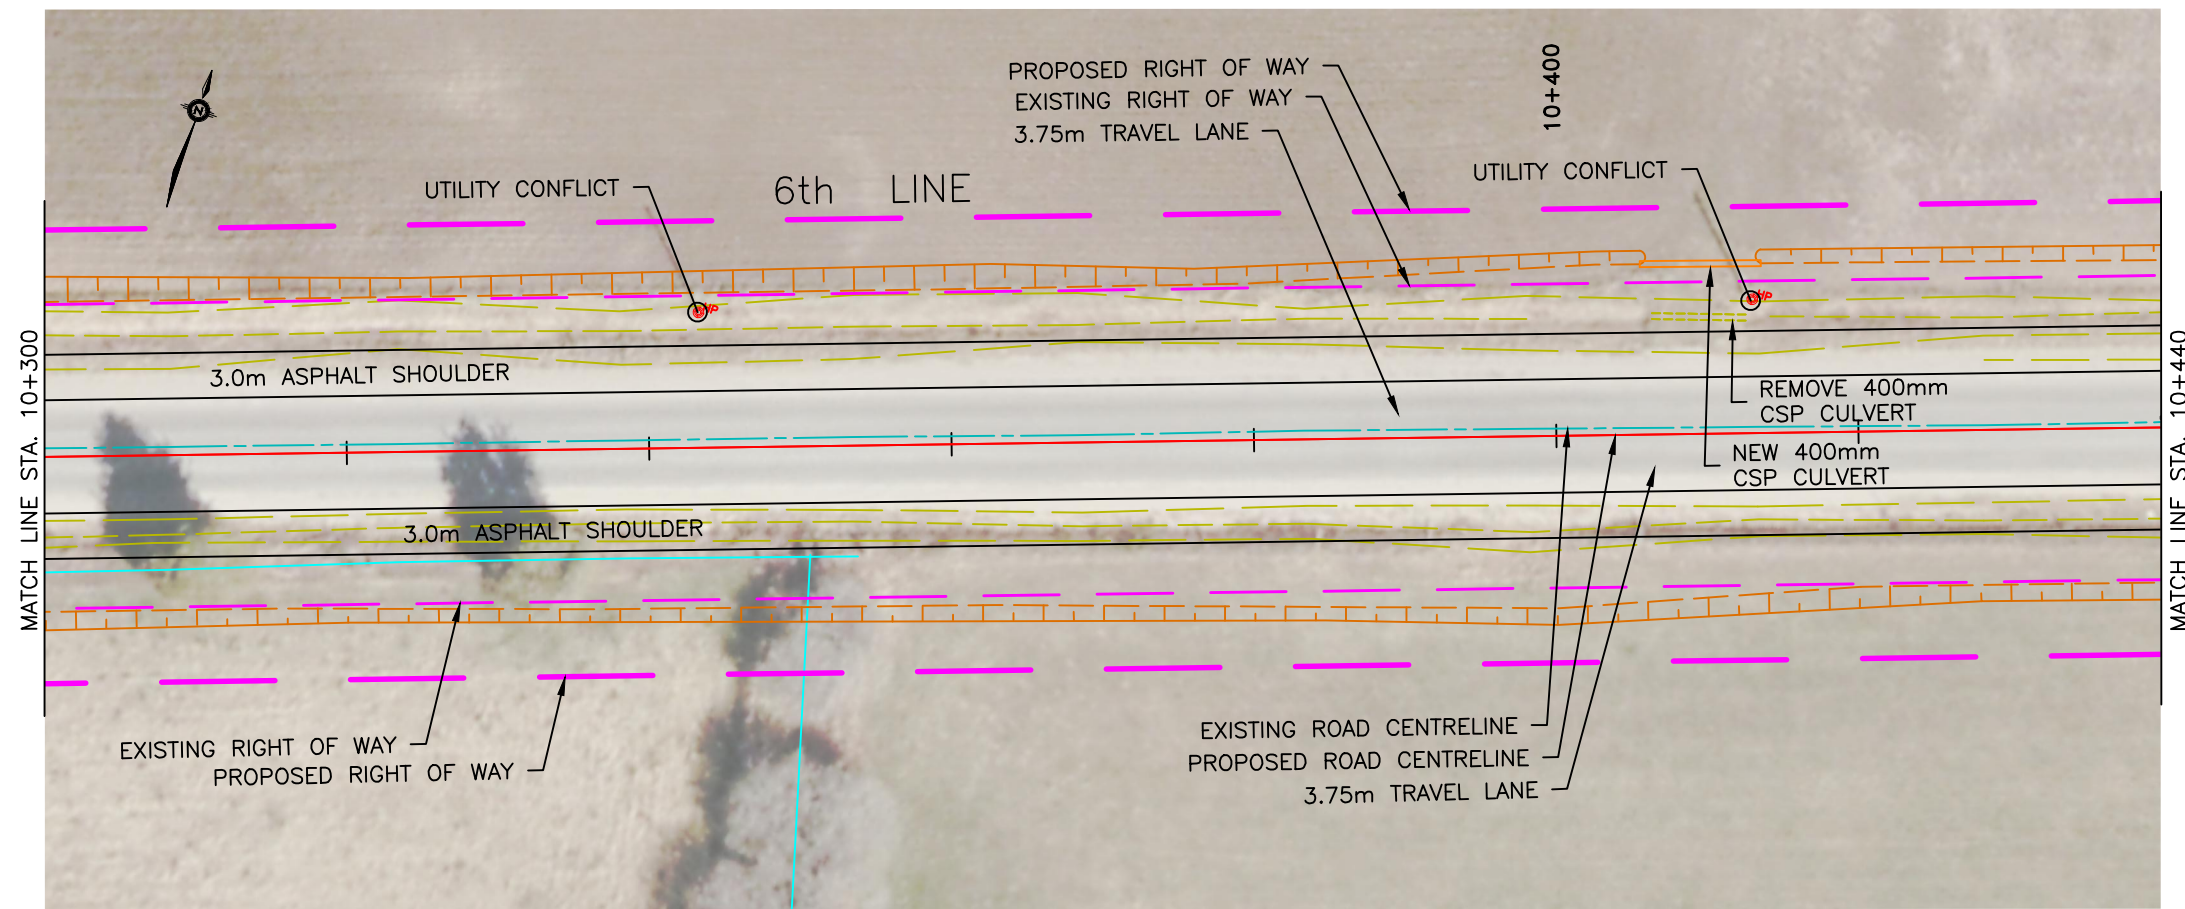 10+400
PROPOSED RIGHT OF WAY
EXISTING RIGHT OF WAY
3.75m TRAVEL LANE
UTILITY CONFLICT
6th LINE
UTILITY CONFLICT
N
HP
HP
MATCH LINE STA. 10+300
3.0m ASPHALT SHOULDER
REMOVE 400mm
CSP CULVERT
NEW 400mm
CSP CULVERT
MATCH LINE STA. 10+440
3.0m ASPHALT SHOULDER
EXISTING RIGHT OF WAY
PROPOSED RIGHT OF WAY
EXISTING ROAD CENTRELINE
PROPOSED ROAD CENTRELINE
3.75m TRAVEL LANE